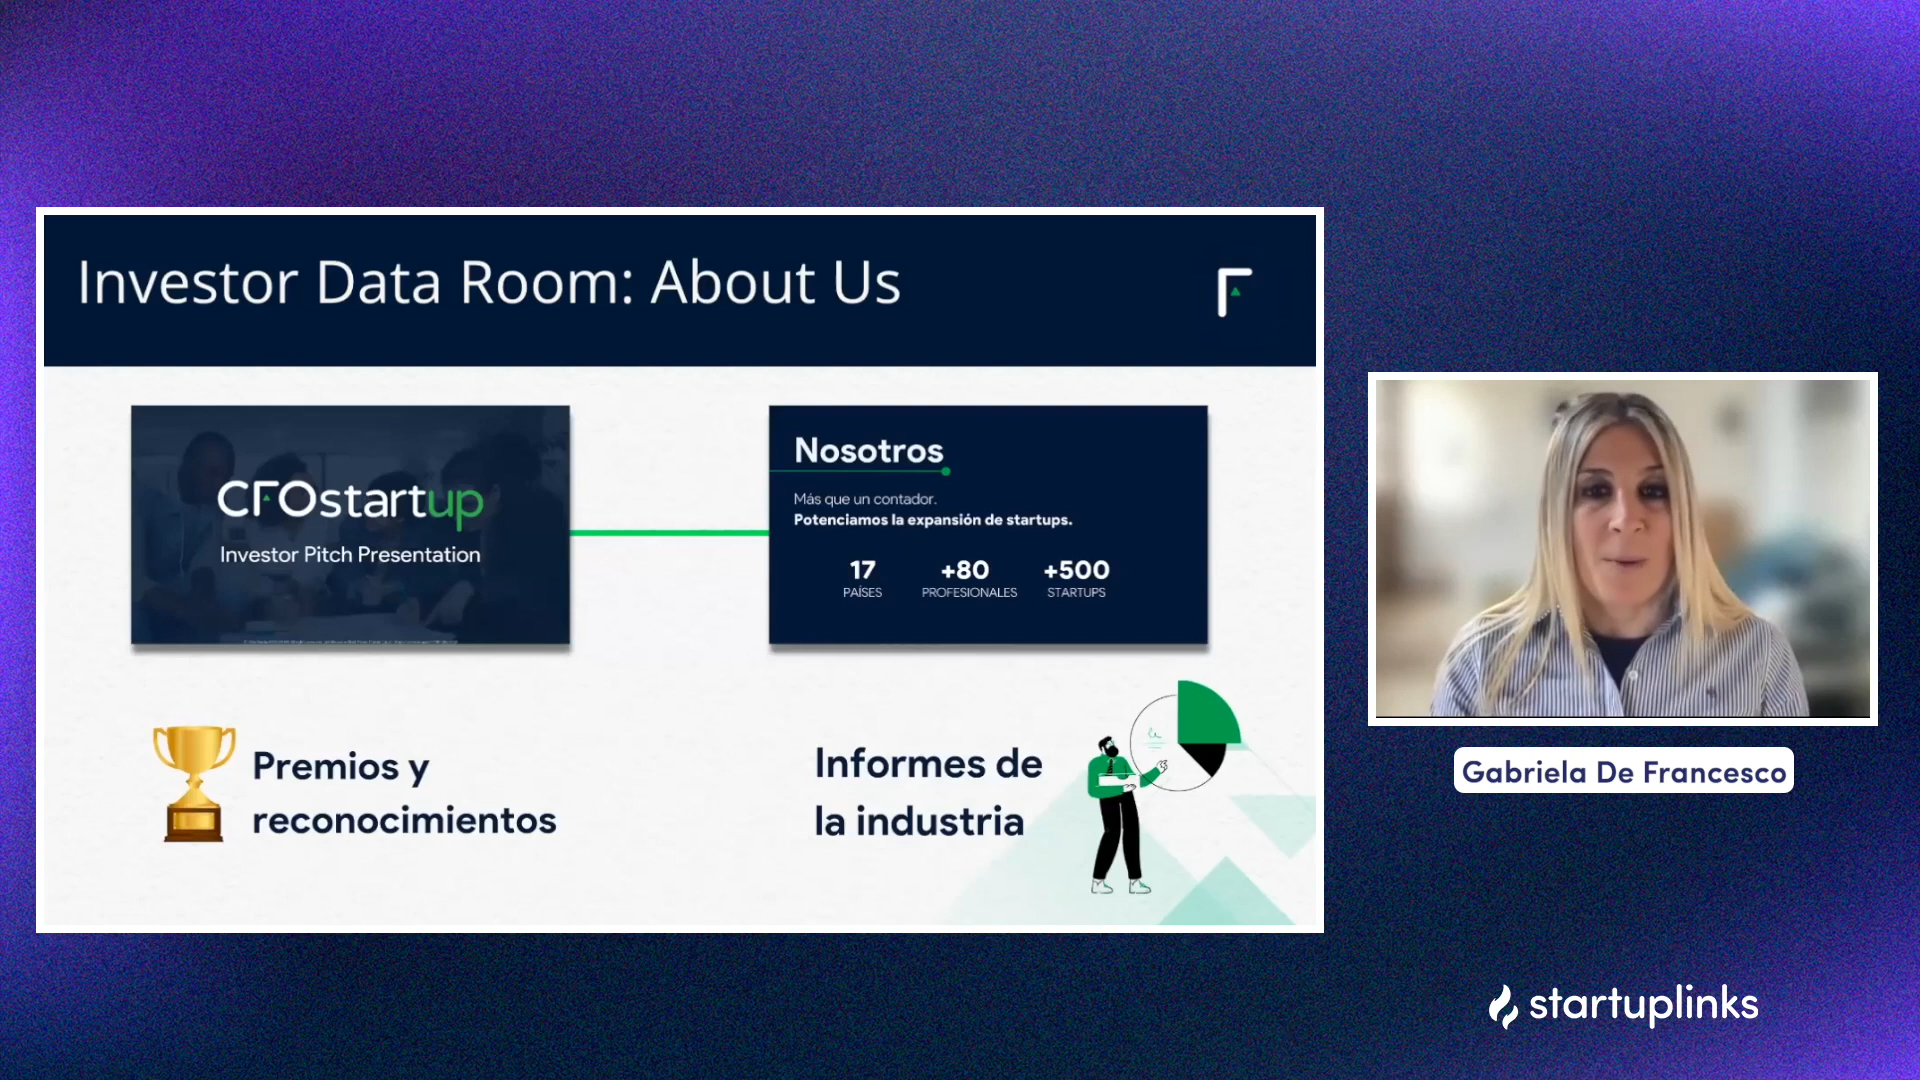 Investor Data Room: About Us
CFOstartup
Investor Pitch Presentation
Nosotros
Más que un contador.
Potenciamos la expansión de startups.
17
PAÍSES
+80
PROFESIONALES
+500
STARTUPS
Premios y
reconocimientos
Informes de
la industria
Gabriela De Francesco
startuplinks